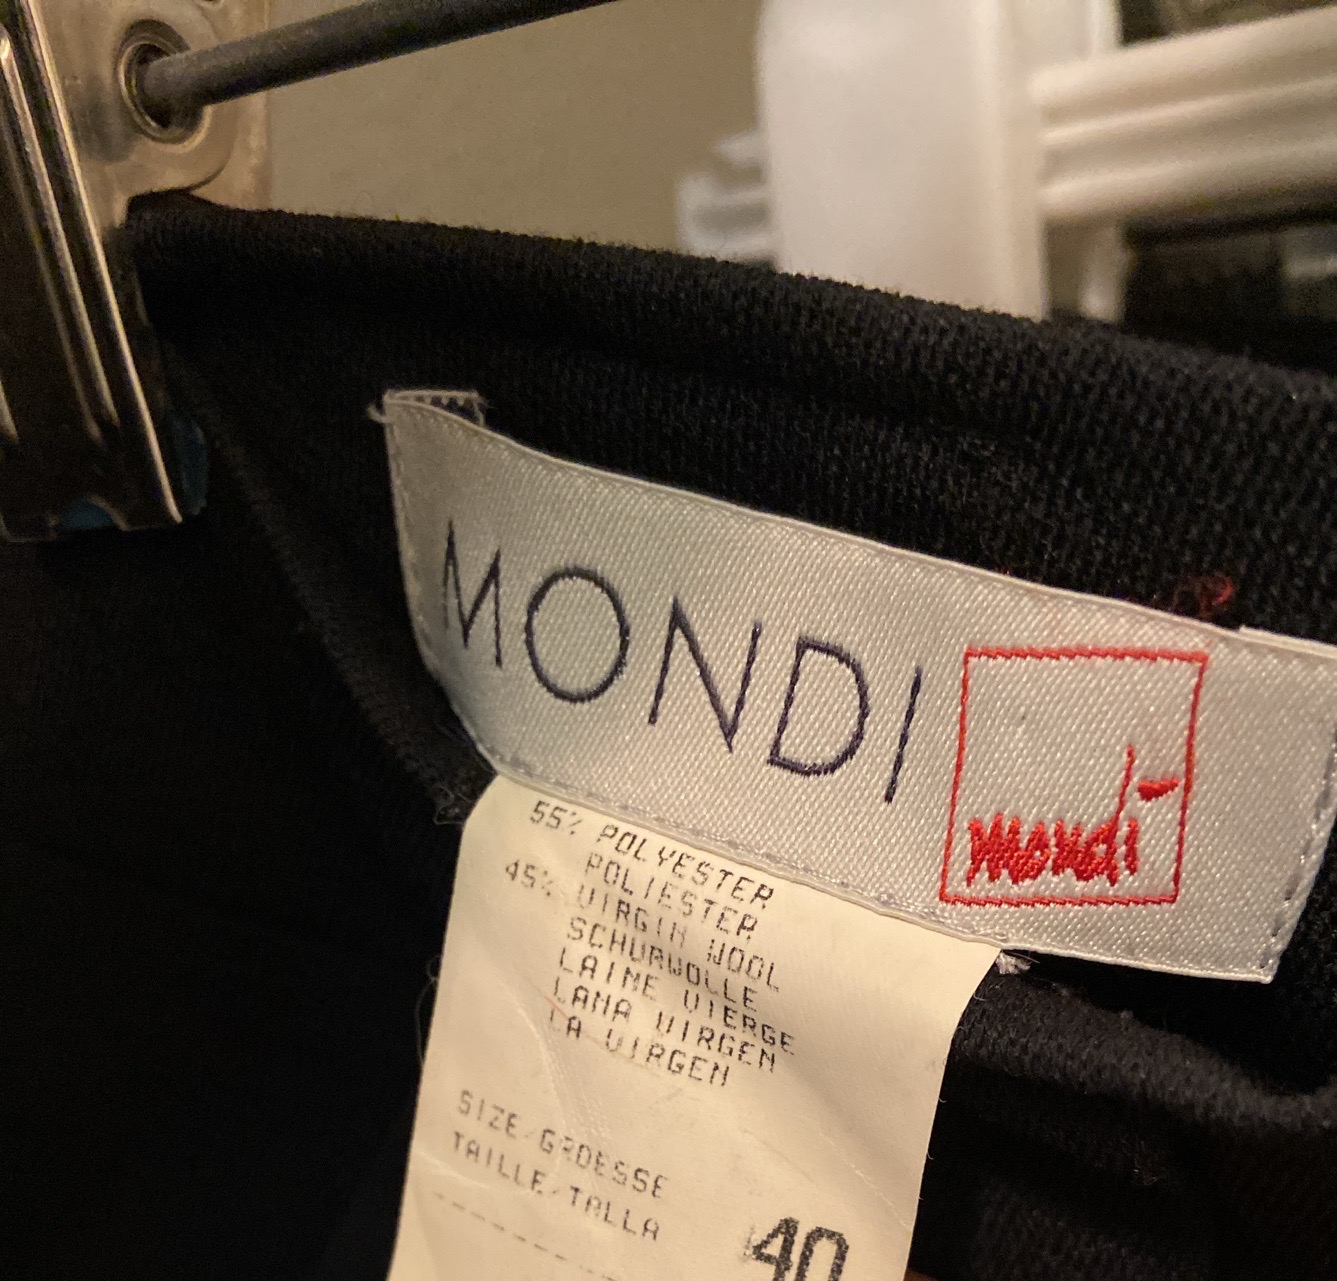 MONDI
mondi
55% POLYESTER
POLIESTER
45% VIRGIN WOOL
SCHURWOLLE
LAINE VIERGE
LANA VIRGEN
LA VIRGEN
SIZE/GROESSE
TAILLE/TALLA
40